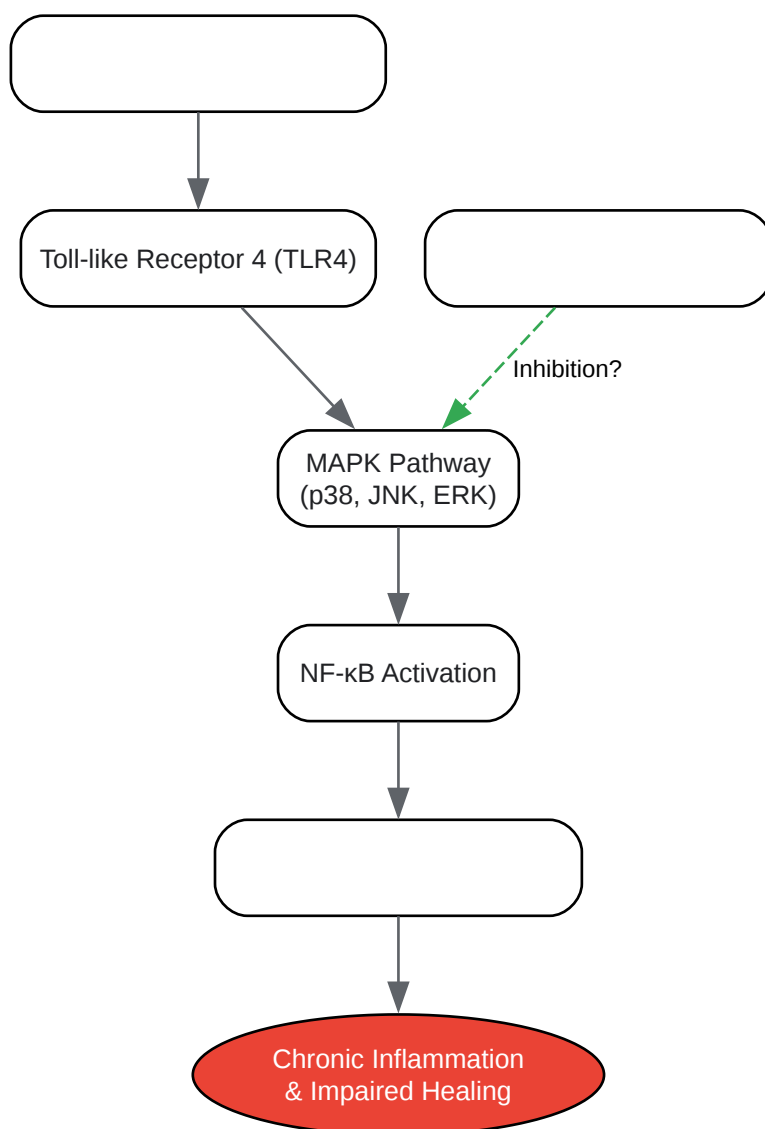 Toll-like Receptor 4 (TLR4)
Inhibition?
MAPK Pathway
(p38, JNK, ERK)
NF-κB Activation
Chronic Inflammation
& Impaired Healing